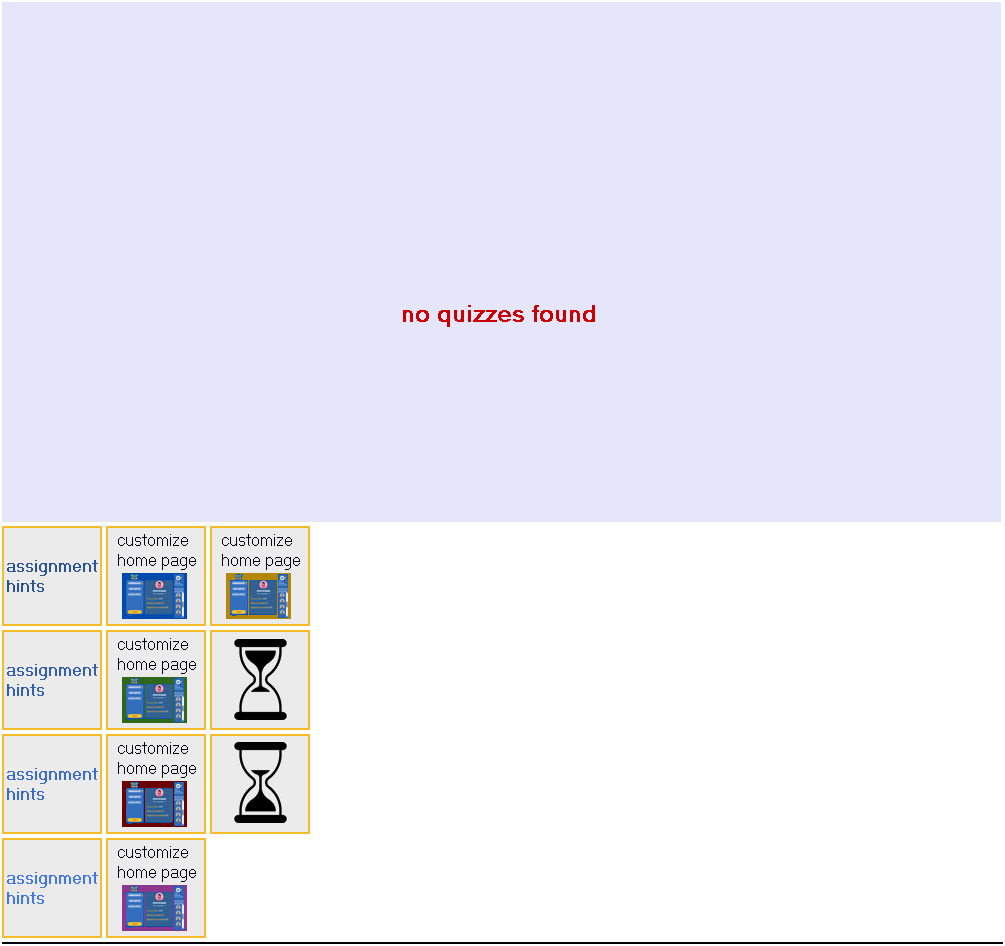 no quizzes found
assignment
hints
customize
home page
customize
home page
assignment
hints
customize
home page
assignment
hints
customize
home page
assignment
hints
customize
home page